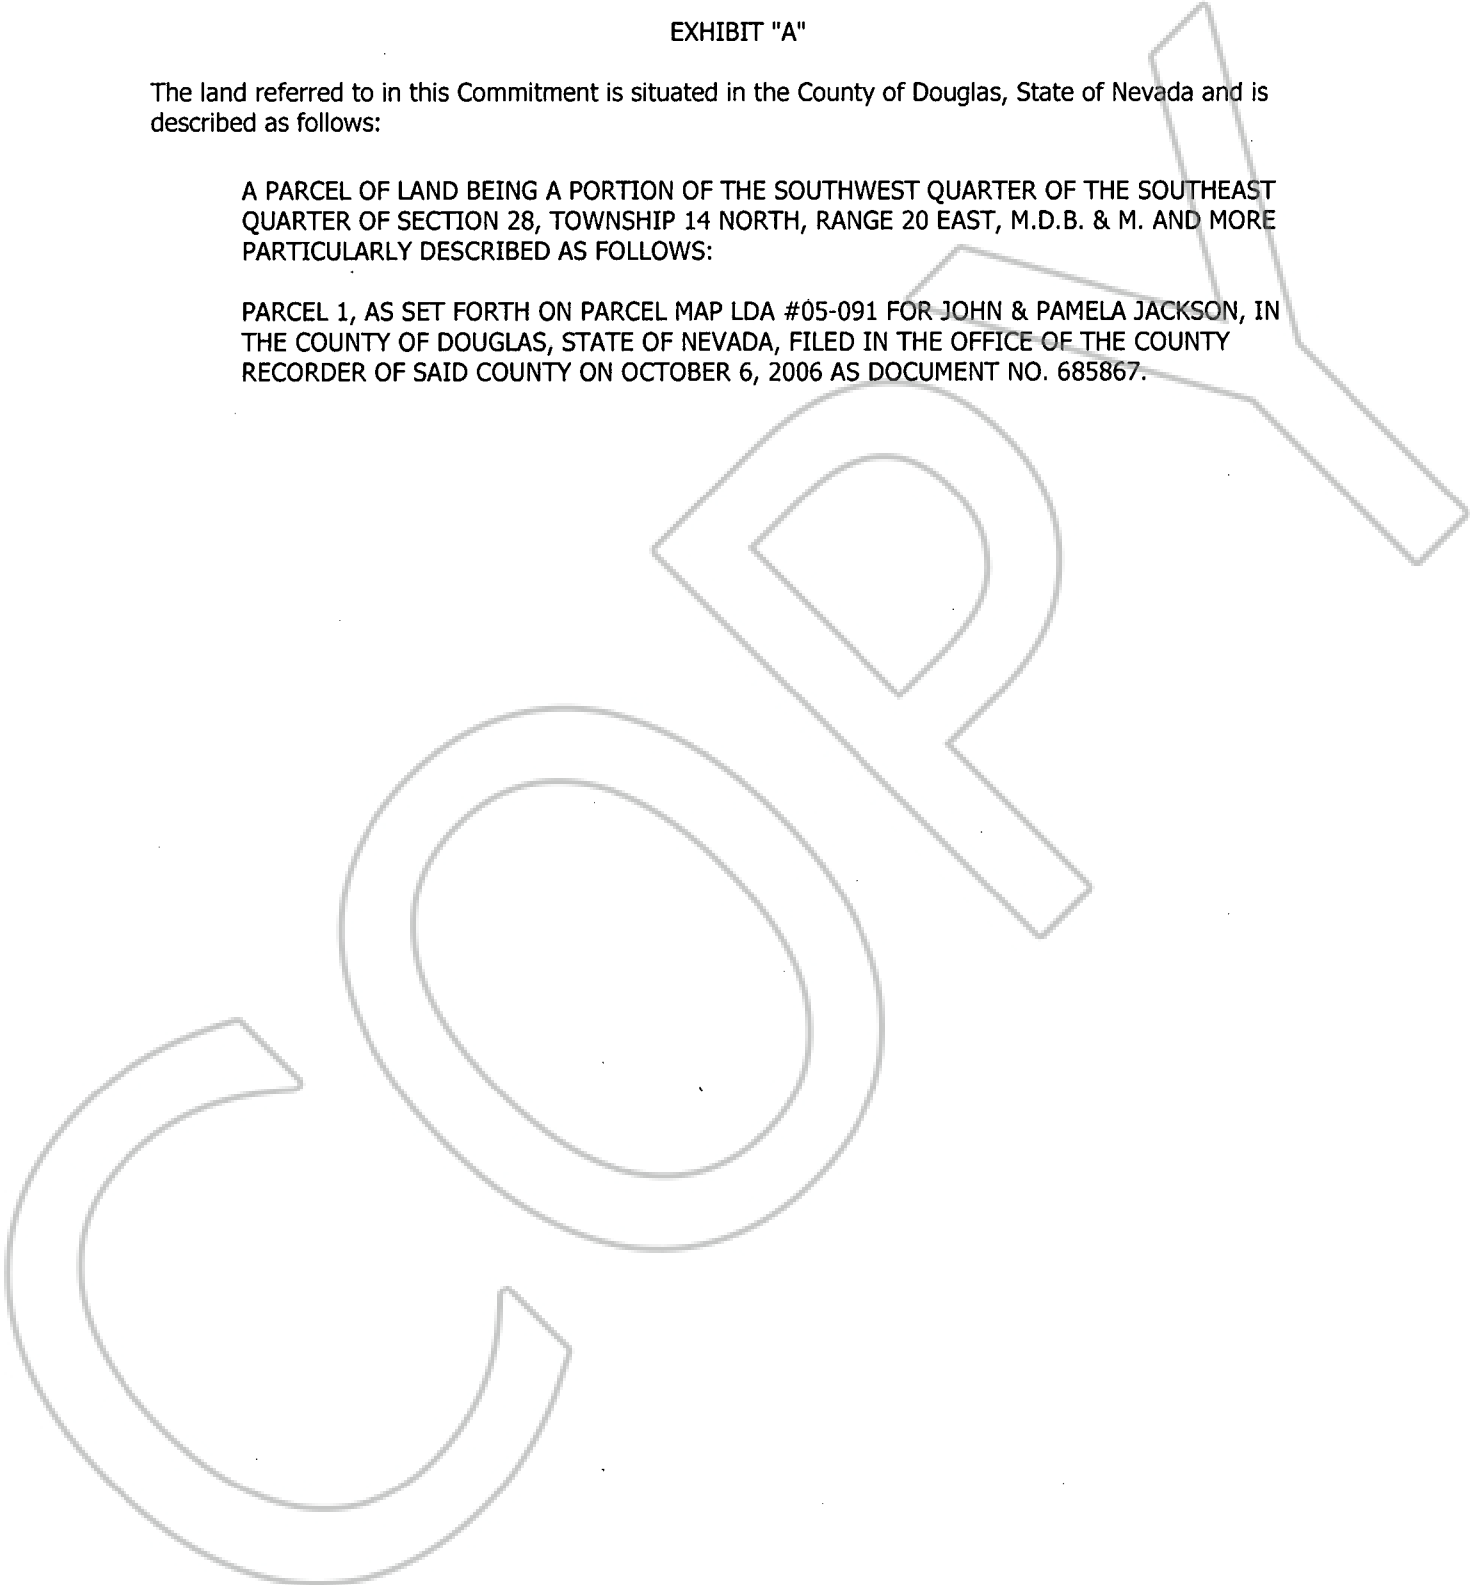 EXHIBIT "A"
The land referred to in this Commitment is situated in the County of Douglas, State of Nevada and is
described as follows:
A PARCEL OF LAND BEING A PORTION OF THE SOUTHWEST QUARTER OF THE SOUTHEAST
QUARTER OF SECTION 28, TOWNSHIP 14 NORTH, RANGE 20 EAST, M.D.B. & M. AND MORE
PARTICULARLY DESCRIBED AS FOLLOWS:
PARCEL 1, AS SET FORTH ON PARCEL MAP LDA #05-091 FOR JOHN & PAMELA JACKSON, IN
THE COUNTY OF DOUGLAS, STATE OF NEVADA, FILED IN THE OFFICE OF THE COUNTY
RECORDER OF SAID COUNTY ON OCTOBER 6, 2006 AS DOCUMENT NO. 685867.
COPY